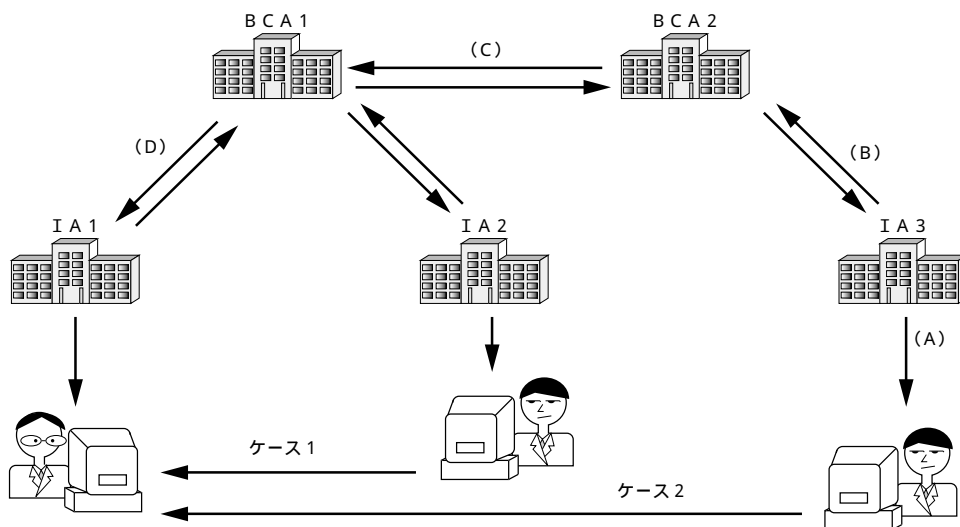 ＢＣＡ１
ＢＣＡ２
（C）
（D）
（B）
ＩＡ１
ＩＡ２
ＩＡ３
（A）
ケース１
ケース２